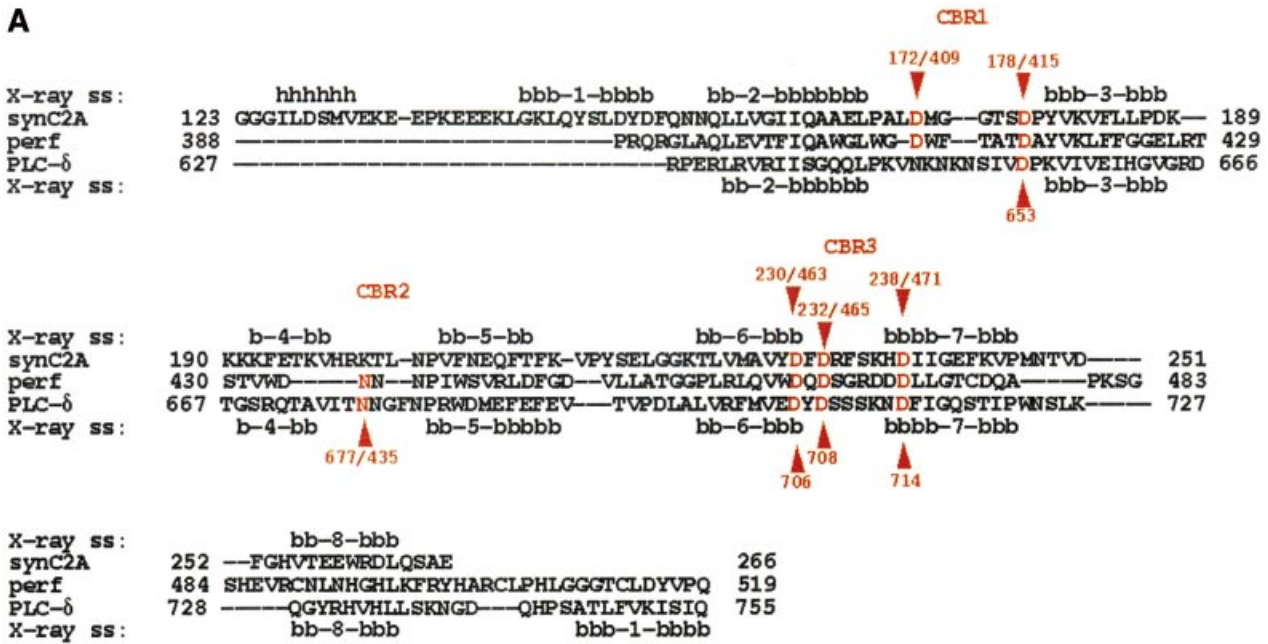 A
CBR1
172/409 178/415
X-ray ss: hhhhhh bbb-1-bbbb bb-2-bbbbbbb bbb-3-bbb
synC2A 123 GGGILDSMVEKE-EPKEEEKLGKLQYSLDYDFQNNQLLVGIIQAAELPALDMG--GTSDPYVKVFLLPDK-- 189
perf 388 ----------------------------PRQRGLAQLEVTFIQAWGLWG-DWF--TATDAYVKLFFGGELRT 429
PLC-δ 627 --------------------------------RPERLRVRIISGQQLPKVNKNKNSIVDPKVIVEIHGVGRD 666
X-ray ss: bb-2-bbbbbb bbb-3-bbb
653
CBR3
230/463 238/471
CBR2
232/465
X-ray ss: b-4-bb bb-5-bb bb-6-bbb bbbb-7-bbb
synC2A 190 KKKFETKVHRKTL-NPVFNEQFTFK-VPYSELGGKTLVMAVYDFDRFSKHDIIGEFKVPMNTVD---- 251
perf 430 STVWD-----NN--NPIWSVRLDFGD--VLLATGGPLRLQVWDQDSGRDDDLLGTCDQA-----PKSG 483
PLC-δ 667 TGSRQTAVITNNGFNPRWDMEFEFEV---TVPDLALVRFMVEDYDSSSKNDFIGQSTIPWNSLK----- 727
X-ray ss: b-4-bb bb-5-bbbbb bb-6-bbb bbbb-7-bbb
677/435 706 708 714
X-ray ss: bb-8-bbb
synC2A 252 --FGHVTEEWRDLQSAE 266
perf 484 SHEVRCNLNHGHLKFRYHARCLPHLGGGTCLDYVPQ 519
PLC-δ 728 -----QGYRHVHLLSKNGD---QHPSATLFVKISIQ 755
X-ray ss: bb-8-bbb bbb-1-bbbb